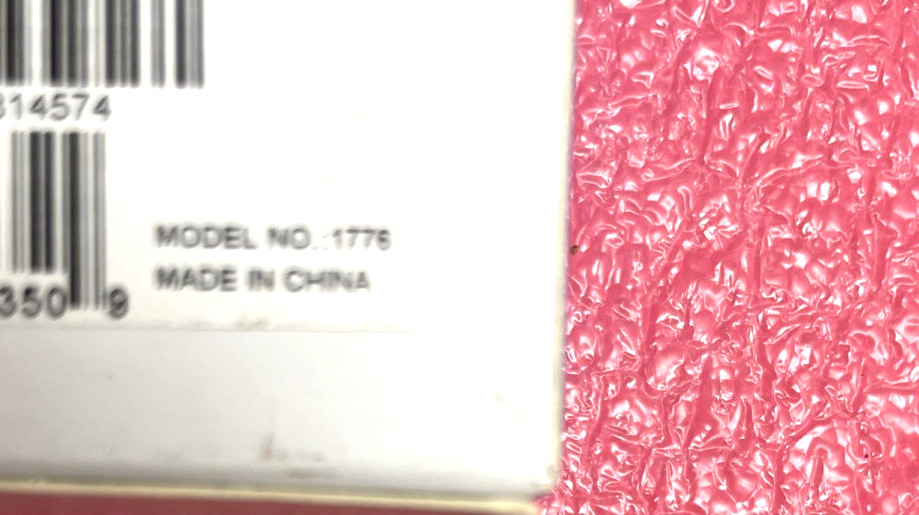 314574
MODEL NO.:1776
MADE IN CHINA
350 9